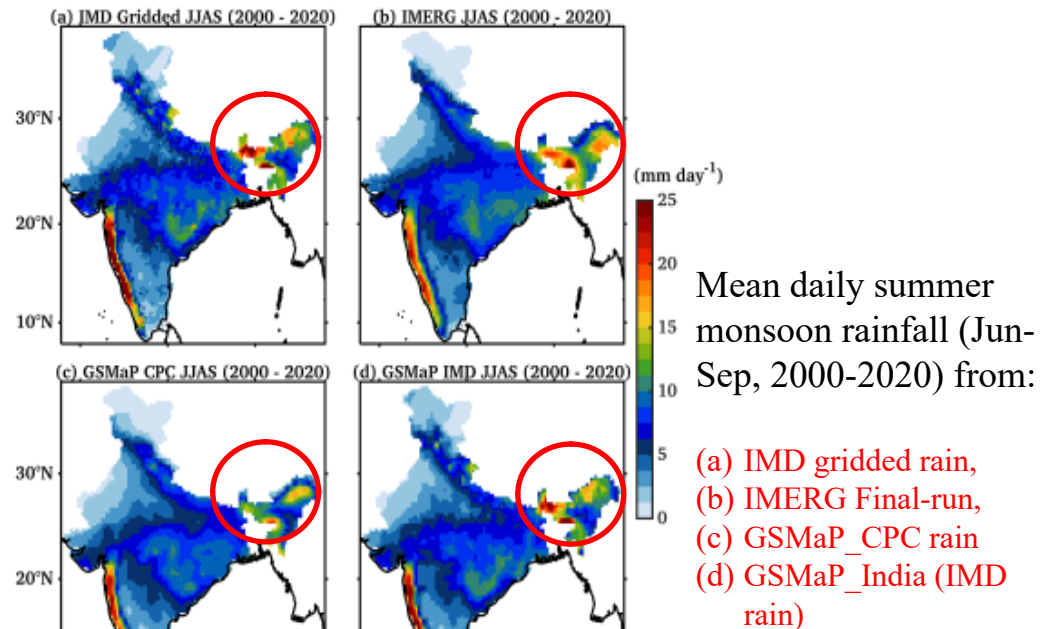 (a) IMD Gridded JJAS (2000 - 2020)
(b) IMERG JJAS (2000 - 2020)
30°N
20°N
10°N
(mm day⁻¹)
25
20
15
10
5
0
(c) GSMaP CPC JJAS (2000 - 2020)
(d) GSMaP IMD JJAS (2000 - 2020)
30°N
20°N
Mean daily summer
monsoon rainfall (Jun-
Sep, 2000-2020) from:
(a) IMD gridded rain,
(b) IMERG Final-run,
(c) GSMaP_CPC rain
(d) GSMaP_India (IMD
rain)